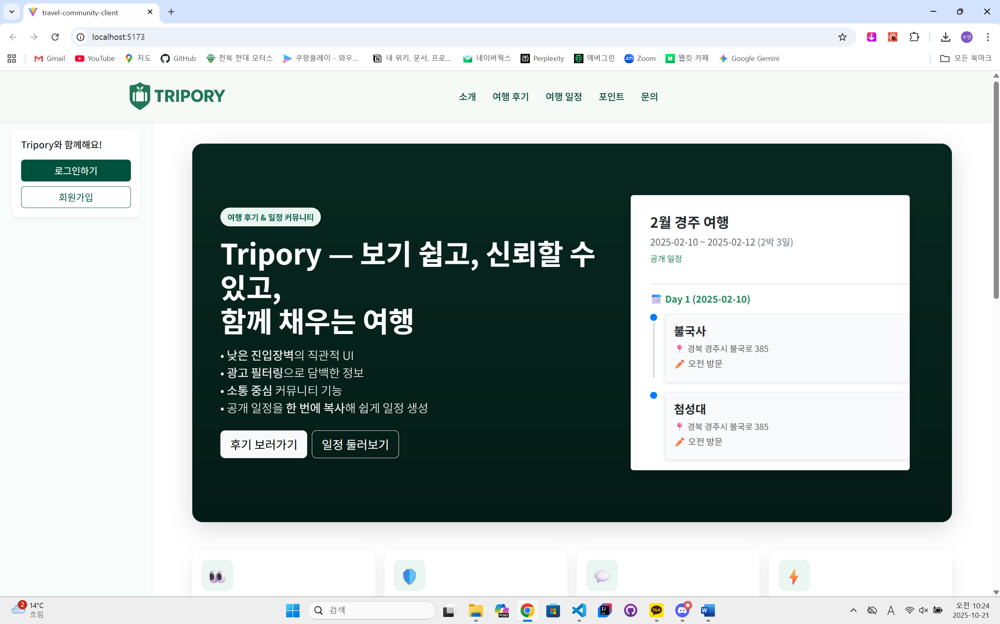 travel-community-client
localhost:5173
수연
Gmail
YouTube
지도
GitHub
전북 현대 모터스
쿠팡플레이 - 와우...
내 위키, 문서, 프로...
네이버웍스
Perplexity
에버그린
zm Zoom
N 웹킷 카페
Google Gemini
모든 북마크
TRIPORY
소개
여행 후기
여행 일정
포인트
문의
Tripory와 함께해요!
로그인하기
회원가입
여행 후기 & 일정 커뮤니티
Tripory — 보기 쉽고, 신뢰할 수
있고,
함께 채우는 여행
• 낮은 진입장벽의 직관적 UI
• 광고 필터링으로 담백한 정보
• 소통 중심 커뮤니티 기능
• 공개 일정을 한 번에 복사해 쉽게 일정 생성
후기 보러가기
일정 둘러보기
2월 경주 여행
2025-02-10 ~ 2025-02-12 (2박 3일)
공개 일정
Day 1 (2025-02-10)
불국사
경북 경주시 불국로 385
오전 방문
첨성대
경북 경주시 불국로 385
오전 방문
2
14°C
흐림
검색
M365
IJ
TALK
W
A
오전 10:24
2025-10-21